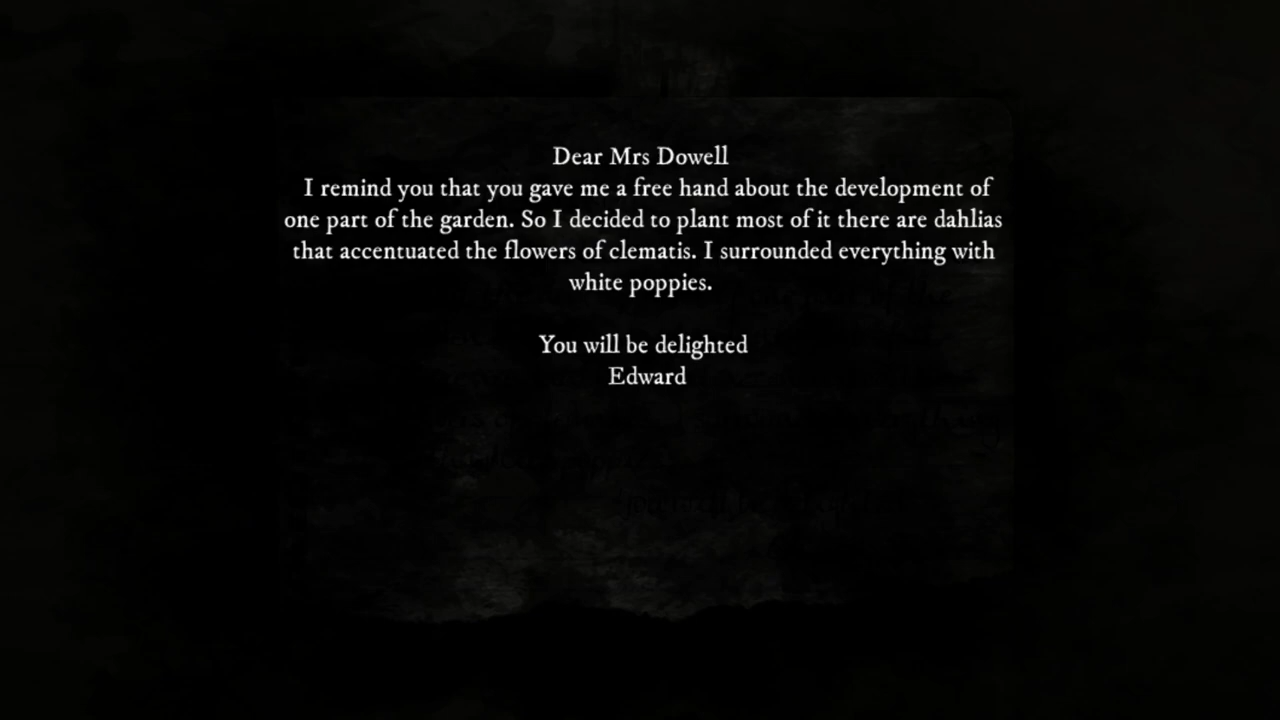 Dear Mrs Dowell
I remind you that you gave me a free hand about the development of
one part of the garden. So I decided to plant most of it there are dahlias
that accentuated the flowers of clematis. I surrounded everything with
white poppies.
You will be delighted
Edward